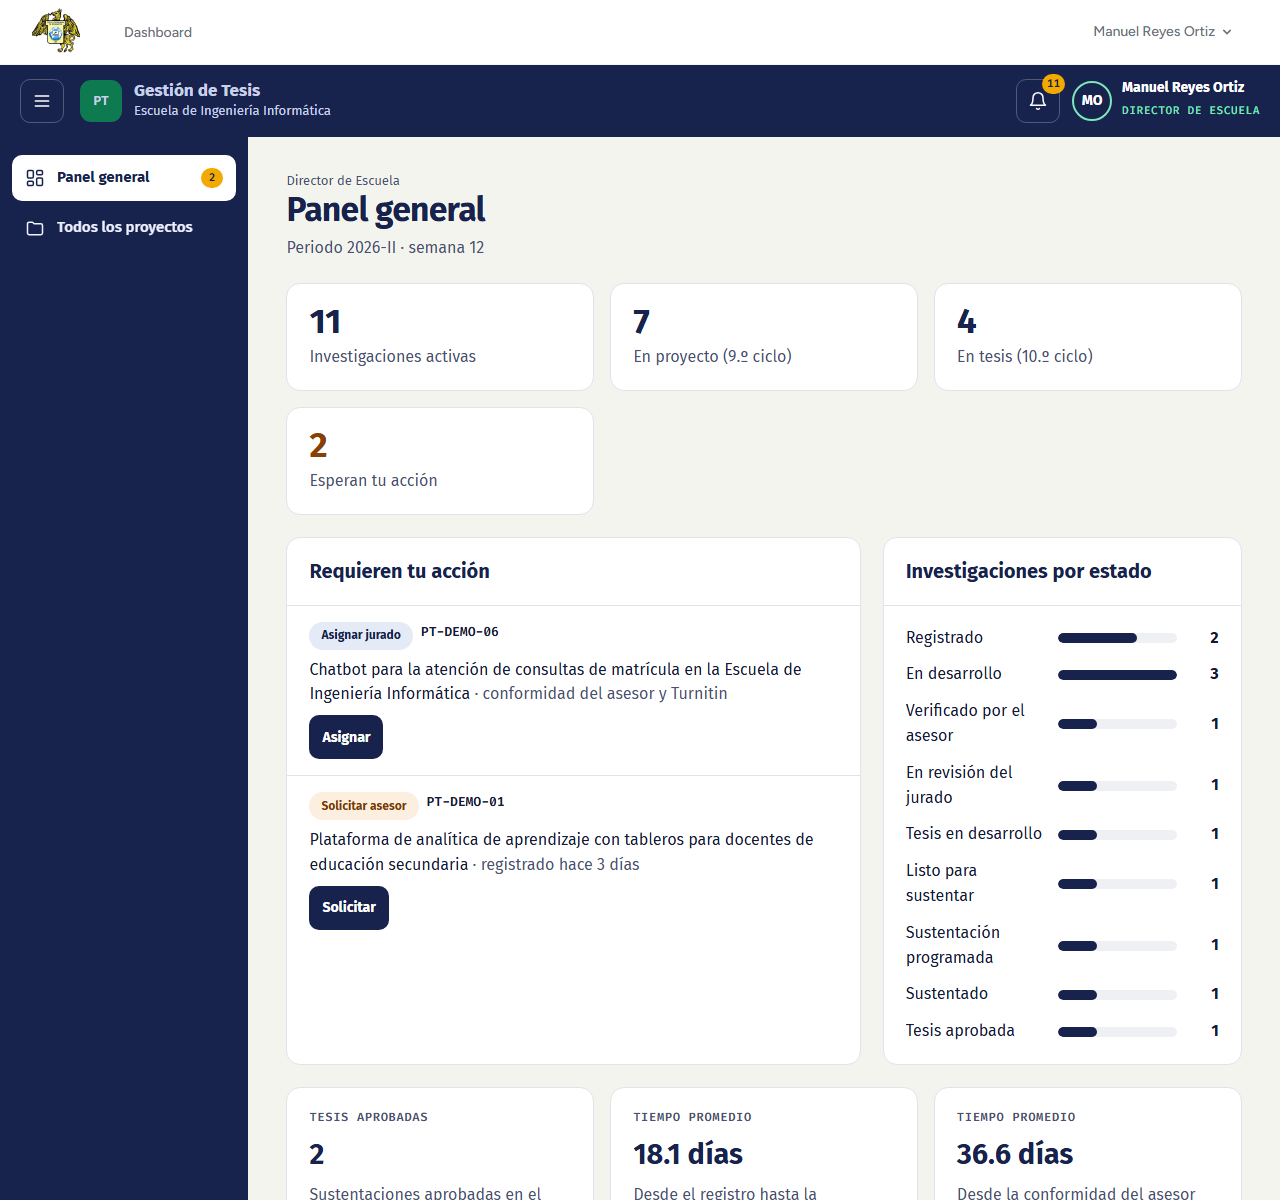 Dashboard
Manuel Reyes Ortiz
PT
Gestión de Tesis
Escuela de Ingeniería Informática
11
MO
Manuel Reyes Ortiz
DIRECTOR DE ESCUELA
Panel general
2
Todos los proyectos
Director de Escuela
Panel general
Periodo 2026-II · semana 12
11
Investigaciones activas
7
En proyecto (9.º ciclo)
4
En tesis (10.º ciclo)
2
Esperan tu acción
Requieren tu acción
Asignar jurado PT-DEMO-06
Chatbot para la atención de consultas de matrícula en la Escuela de
Ingeniería Informática · conformidad del asesor y Turnitin
Asignar
Solicitar asesor PT-DEMO-01
Plataforma de analítica de aprendizaje con tableros para docentes de
educación secundaria · registrado hace 3 días
Solicitar
Investigaciones por estado
Registrado 2
En desarrollo 3
Verificado por el
asesor 1
En revisión del
jurado 1
Tesis en desarrollo 1
Listo para
sustentar 1
Sustentación
programada 1
Sustentado 1
Tesis aprobada 1
TESIS APROBADAS
2
Sustentaciones aprobadas en el
TIEMPO PROMEDIO
18.1 días
Desde el registro hasta la
TIEMPO PROMEDIO
36.6 días
Desde la conformidad del asesor